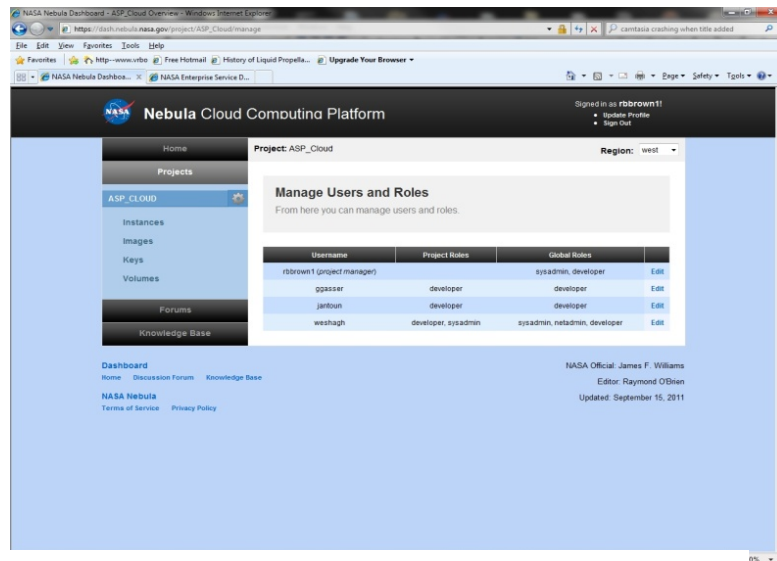 NASA Nebula Dashboard - ASP_Cloud Overview - Windows Internet Explorer
https://dash.nebula.nasa.gov/project/ASP_Cloud/manage
camtasia crashing when title added
File Edit View Favorites Tools Help
Favorites http--www.vrbo Free Hotmail History of Liquid Propella... Upgrade Your Browser
NASA Nebula Dashboa... NASA Enterprise Service D...
Page Safety Tools
NASA
Nebula Cloud Computing Platform
Signed in as rbbrown1!
Update Profile
Sign Out
Home
Projects
ASP_CLOUD
Instances
Images
Keys
Volumes
Forums
Knowledge Base
Project: ASP_Cloud
Region: west
Manage Users and Roles
From here you can manage users and roles.
Username Project Roles Global Roles
rbbrown1 (project manager) sysadmin, developer Edit
ggasser developer developer Edit
jantoun developer developer Edit
weshagh developer, sysadmin sysadmin, netadmin, developer Edit
Dashboard
Home Discussion Forum Knowledge Base
NASA Nebula
Terms of Service Privacy Policy
NASA Official: James F. Williams
Editor: Raymond O'Brien
Updated: September 15, 2011